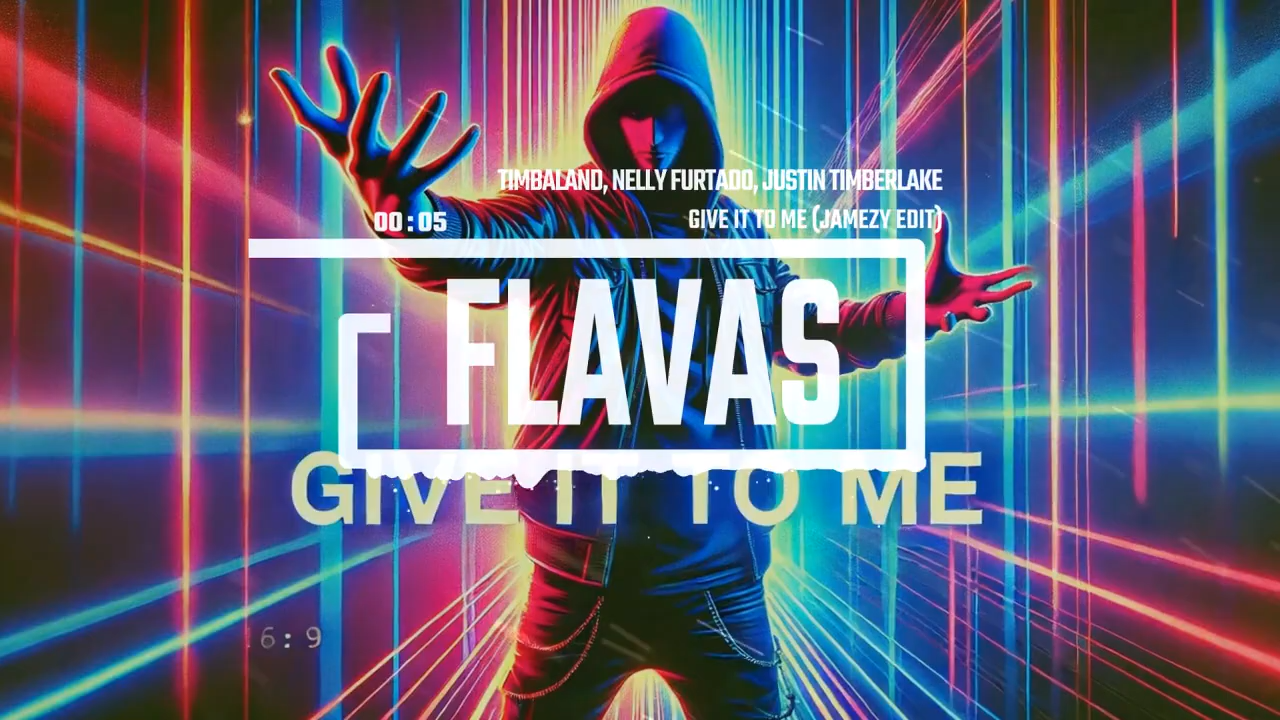 TIMBALAND, NELLY FURTADO, JUSTIN TIMBERLAKE
00:05
GIVE IT TO ME (JAMEZY EDIT)
FLAVAS
GIVE IT TO ME
6:9